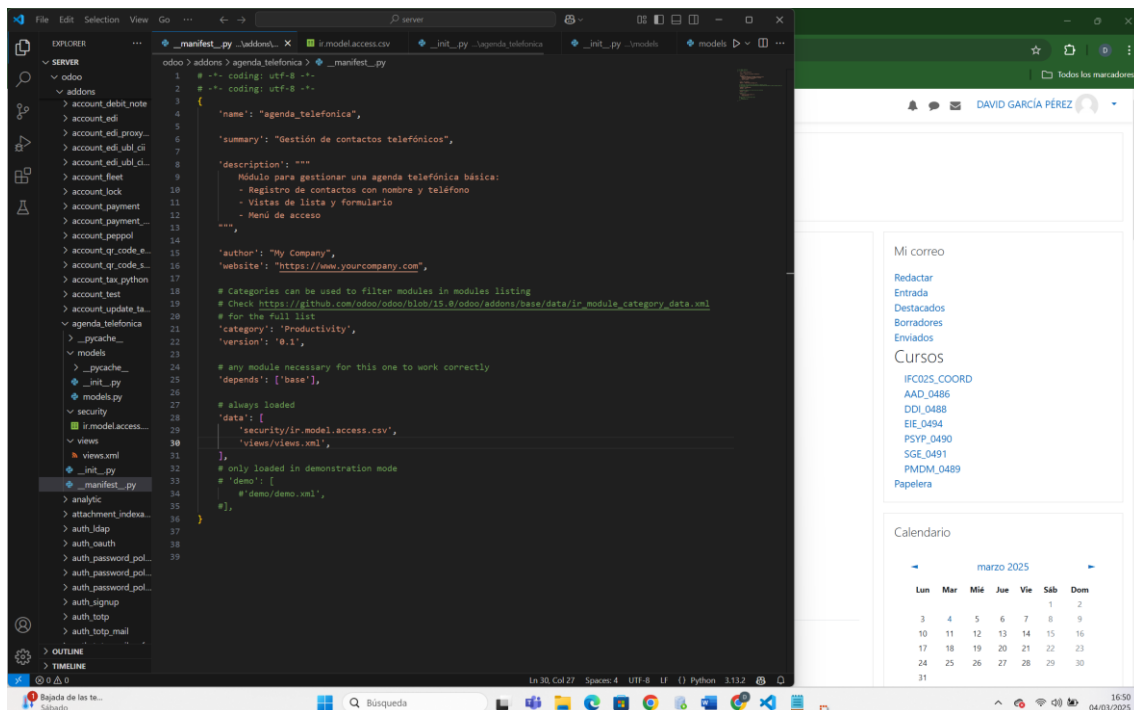 File Edit Selection View Go ··· server
EXPLORER ···
__manifest__.py ...\addons\... ir.model.access.csv __init__.py ...\agenda_telefonica __init__.py ...\models models
SERVER
odoo
addons
account_debit_note
account_edi
account_edi_proxy...
account_edi_ubl_cii
account_edi_ubl_ci...
account_fleet
account_lock
account_payment
account_payment_...
account_peppol
account_qr_code_e...
account_qr_code_s...
account_tax_python
account_test
account_update_ta...
agenda_telefonica
__pycache__
models
__pycache__
__init__.py
models.py
security
ir.model.access....
views
views.xml
__init__.py
__manifest__.py
analytic
attachment_indexa...
auth_ldap
auth_oauth
auth_password_pol...
auth_password_pol...
auth_password_pol...
auth_signup
auth_totp
auth_totp_mail
OUTLINE
TIMELINE
odoo > addons > agenda_telefonica > __manifest__.py
1 # -*- coding: utf-8 -*-
2 # -*- coding: utf-8 -*-
3 {
4 'name': "agenda_telefonica",
5
6 'summary': "Gestión de contactos telefónicos",
7
8 'description': """
9 Módulo para gestionar una agenda telefónica básica:
10 - Registro de contactos con nombre y teléfono
11 - Vistas de lista y formulario
12 - Menú de acceso
13 """,
14
15 'author': "My Company",
16 'website': "https://www.yourcompany.com",
17
18 # Categories can be used to filter modules in modules listing
19 # Check https://github.com/odoo/odoo/blob/15.0/odoo/addons/base/data/ir_module_category_data.xml
20 # for the full list
21 'category': 'Productivity',
22 'version': '0.1',
23
24 # any module necessary for this one to work correctly
25 'depends': ['base'],
26
27 # always loaded
28 'data': [
29 'security/ir.model.access.csv',
30 'views/views.xml',
31 ],
32 # only loaded in demonstration mode
33 # 'demo': [
34 #'demo/demo.xml',
35 #],
36 }
37
38
39
0 0 0 Ln 30, Col 27 Spaces: 4 UTF-8 LF {} Python 3.13.2
D
Todos los marcadores
DAVID GARCÍA PÉREZ
Mi correo
Redactar
Entrada
Destacados
Borradores
Enviados
Cursos
IFC02S_COORD
AAD_0486
DDI_0488
EIE_0494
PSYP_0490
SGE_0491
PMDM_0489
Papelera
Calendario
◄ marzo 2025 ►
Lun Mar Mié Jue Vie Sáb Dom
1 2
3 4 5 6 7 8 9
10 11 12 13 14 15 16
17 18 19 20 21 22 23
24 25 26 27 28 29 30
31
1 Bajada de las te...
Sábado
Búsqueda
16:50
04/03/2025